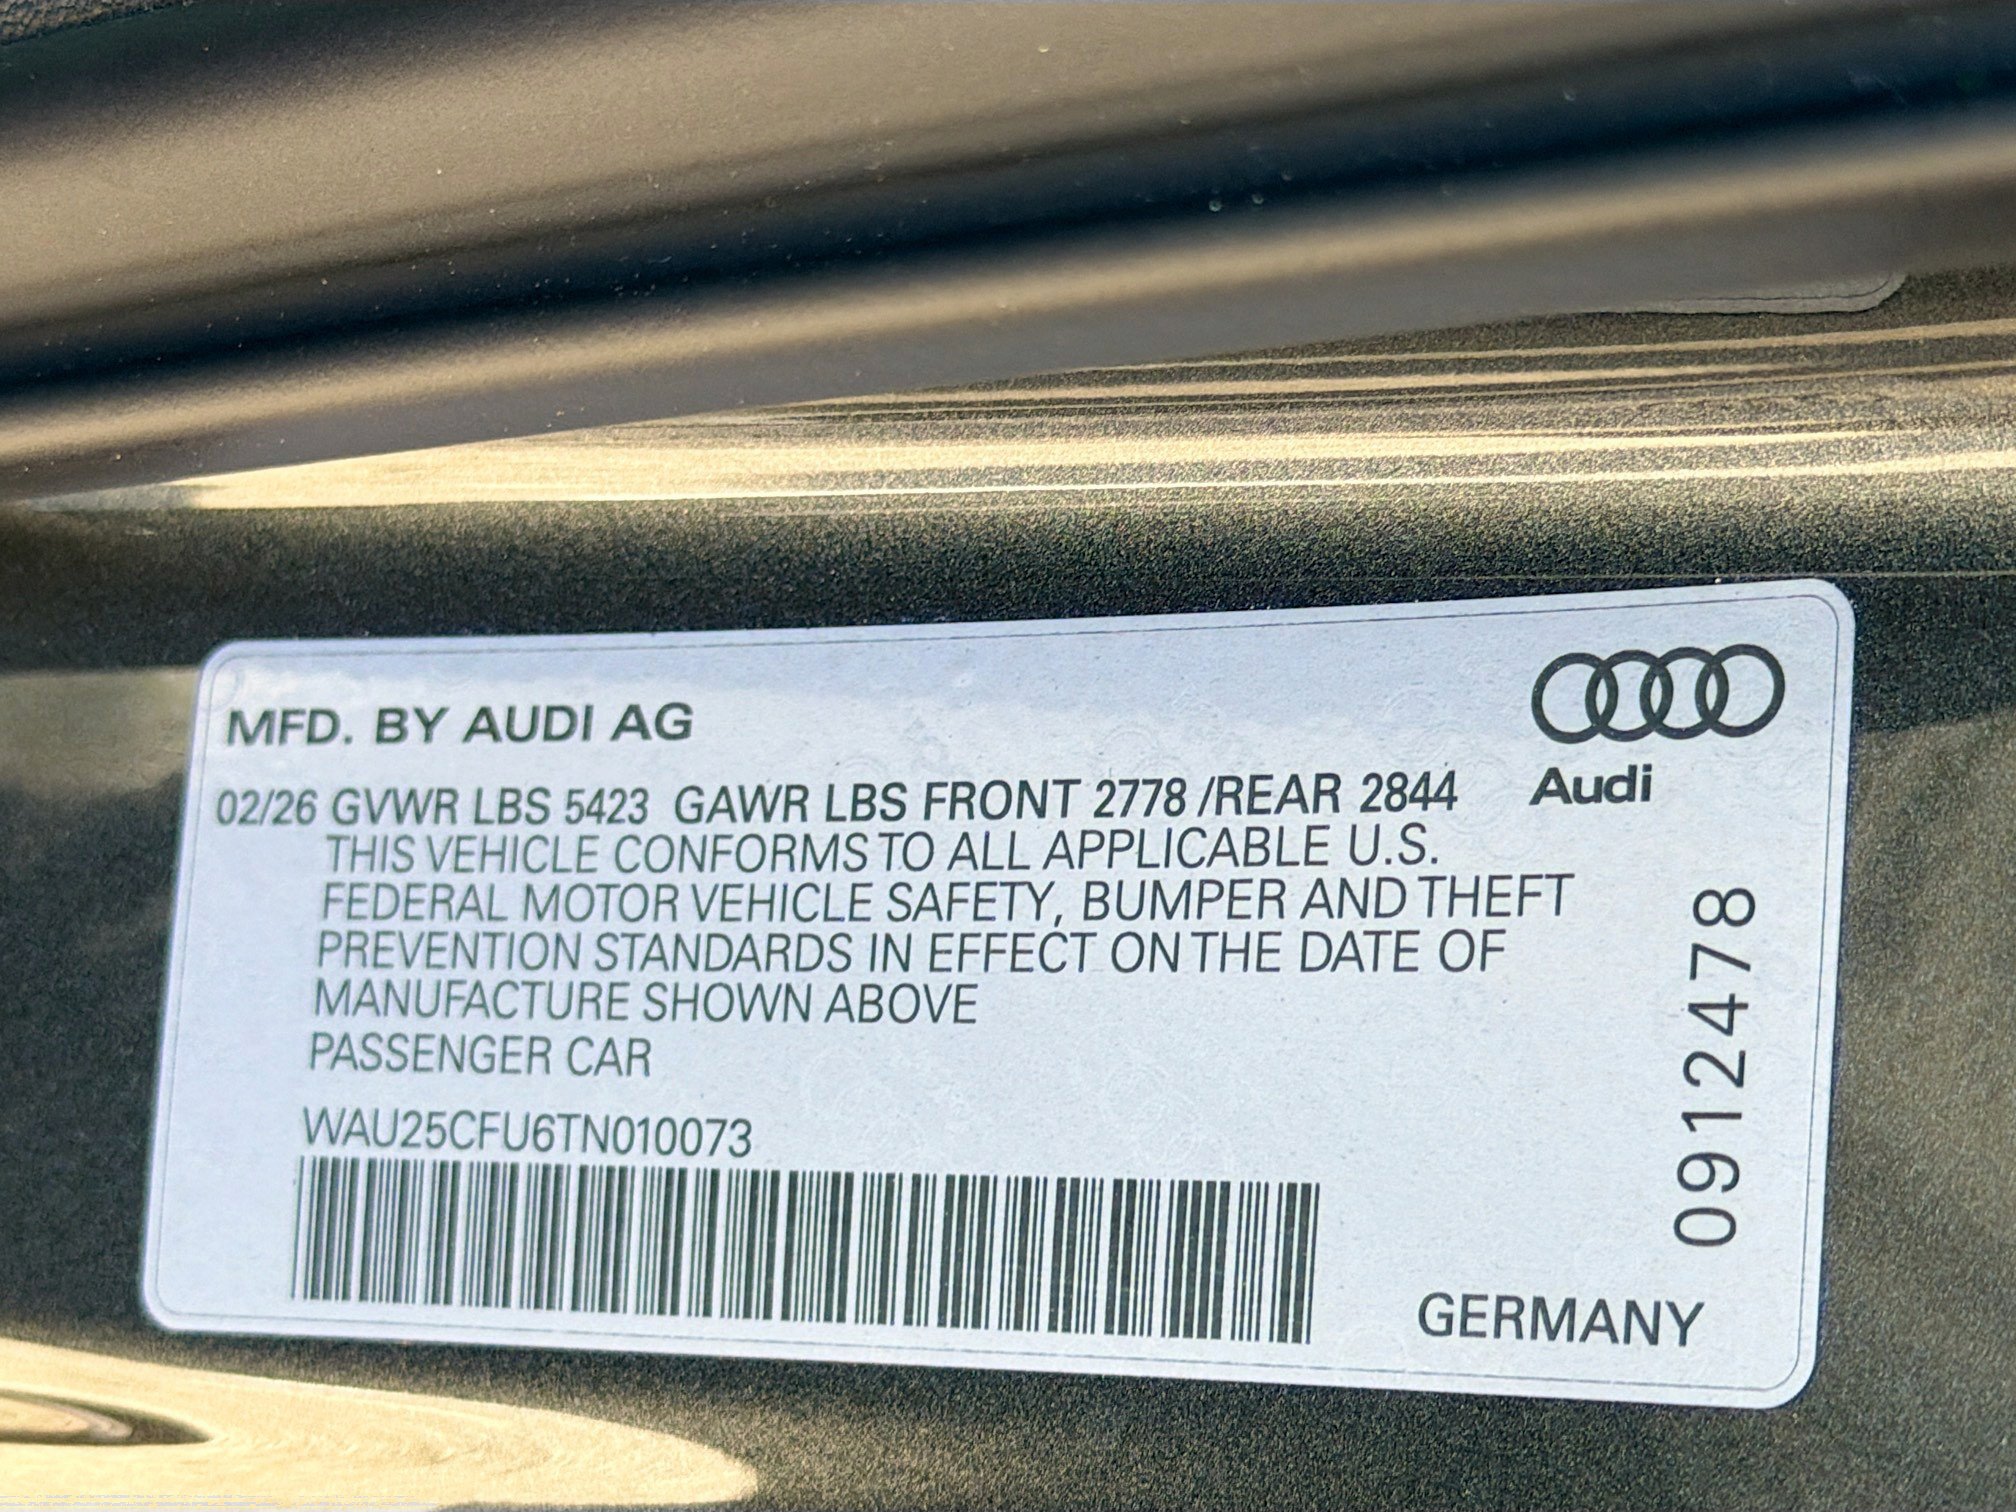 MFD. BY AUDI AG
Audi
02/26 GVWR LBS 5423 GAWR LBS FRONT 2778 /REAR 2844
THIS VEHICLE CONFORMS TO ALL APPLICABLE U.S.
FEDERAL MOTOR VEHICLE SAFETY, BUMPER AND THEFT
PREVENTION STANDARDS IN EFFECT ON THE DATE OF
MANUFACTURE SHOWN ABOVE
PASSENGER CAR
WAU25CFU6TN010073
0912478
GERMANY